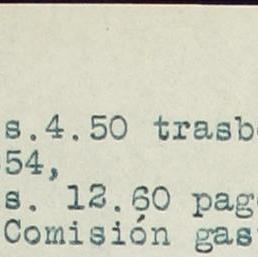 s.4.50 trasb
54,
s. 12.60 pag
Comisión gas